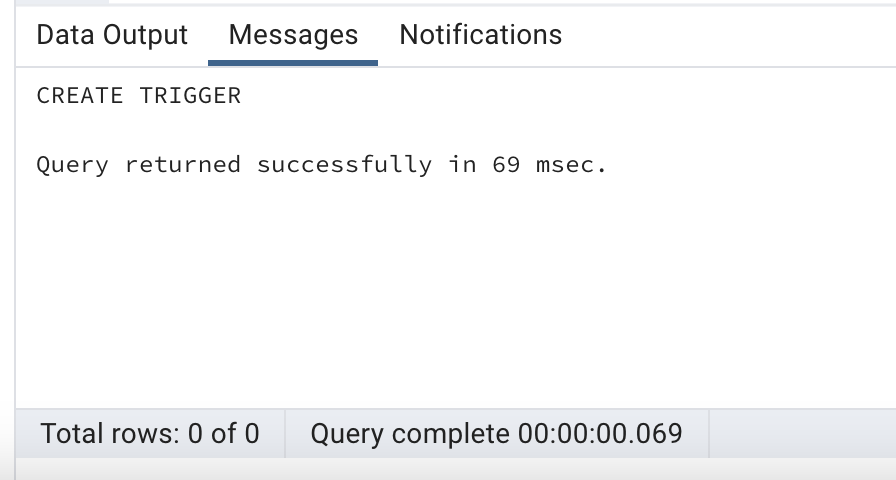 Data Output Messages Notifications
CREATE TRIGGER
Query returned successfully in 69 msec.
Total rows: 0 of 0 Query complete 00:00:00.069